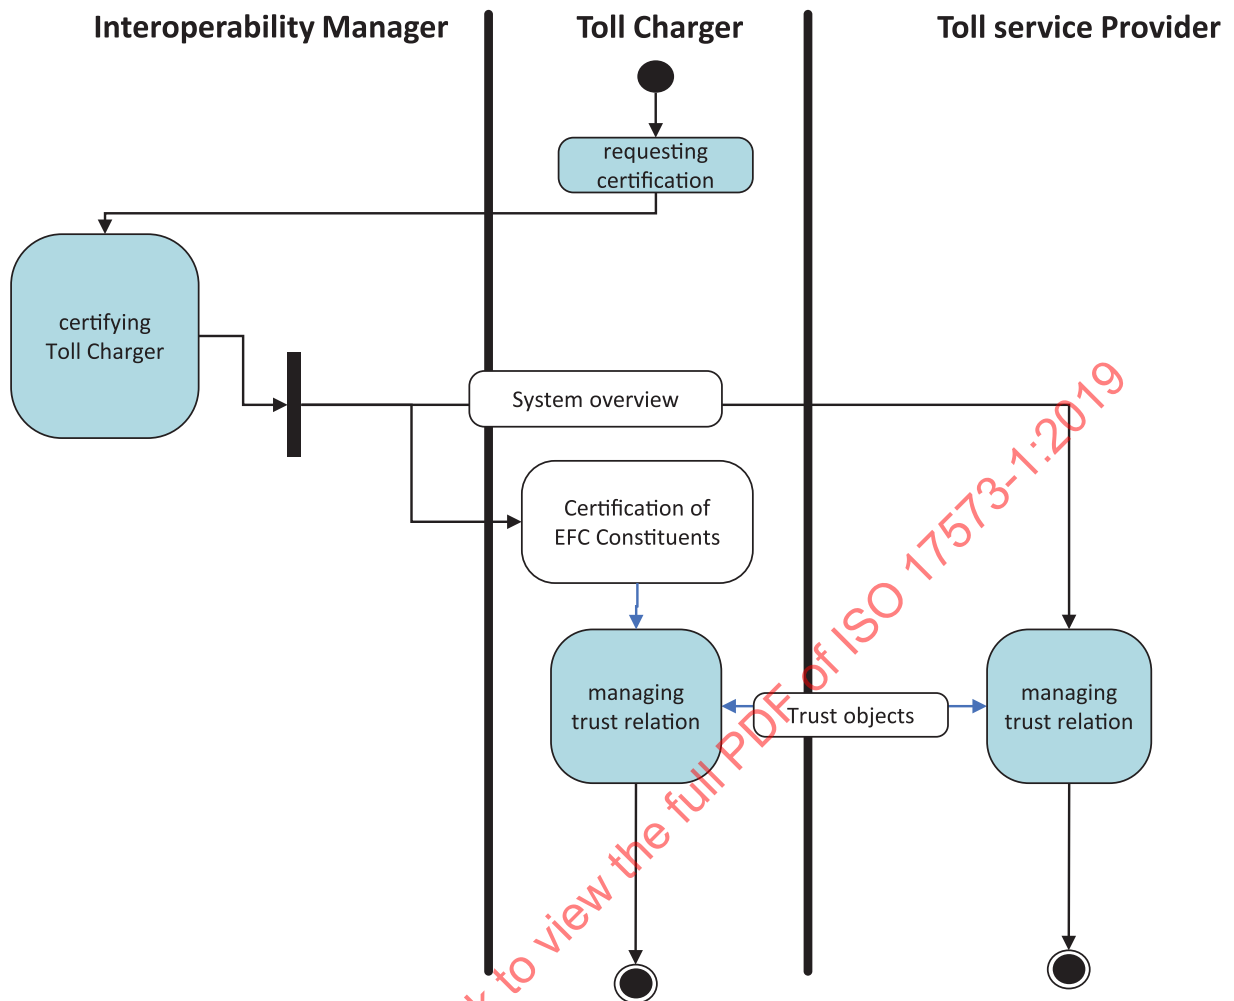 Interoperability Manager
Toll Charger
Toll service Provider
requesting
certification
certifying
Toll Charger
System overview
Certification of
EFC Constituents
managing
trust relation
Trust objects
managing
trust relation
to view the full PDF of ISO 17573-1:2019